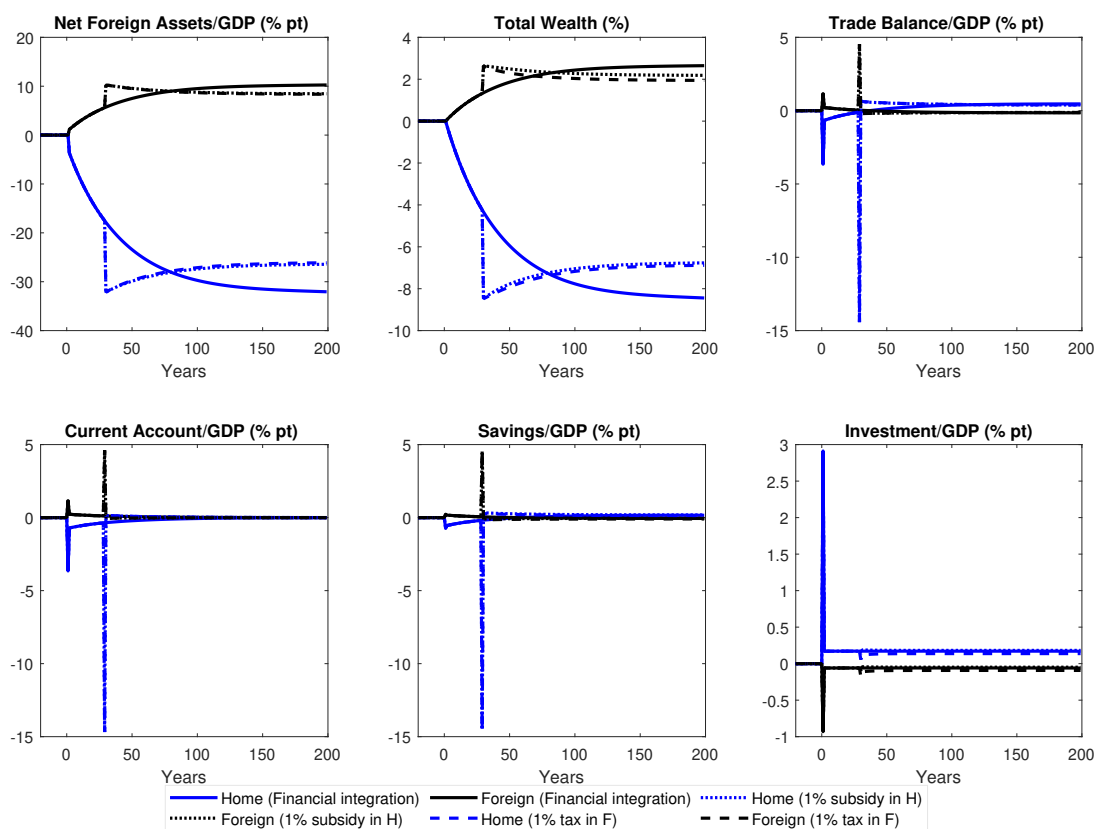 Net Foreign Assets/GDP (% pt)
20
10
0
-10
-20
-30
-40
0 50 100 150 200
Years
Total Wealth (%)
4
2
0
-2
-4
-6
-8
-10
0 50 100 150 200
Years
Trade Balance/GDP (% pt)
5
0
-5
-10
-15
0 50 100 150 200
Years
Current Account/GDP (% pt)
5
0
-5
-10
-15
0 50 100 150 200
Years
Savings/GDP (% pt)
5
0
-5
-10
-15
0 50 100 150 200
Years
Investment/GDP (% pt)
3
2.5
2
1.5
1
0.5
0
-0.5
-1
0 50 100 150 200
Years
Home (Financial integration) Foreign (Financial integration) Home (1% subsidy in H)
Foreign (1% subsidy in H) Home (1% tax in F) Foreign (1% tax in F)